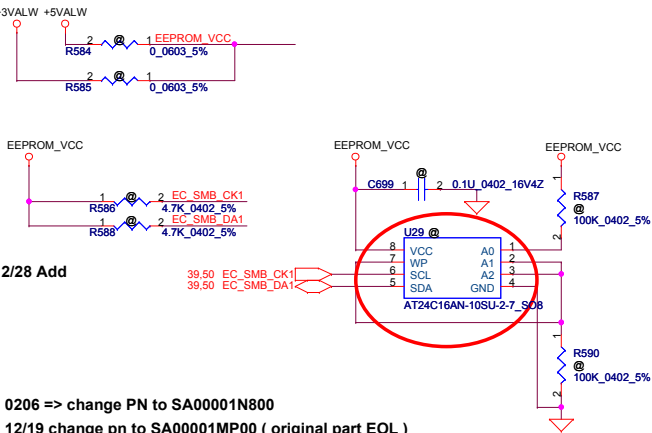 +3VALW +5VALW
2 @ 1 EEPROM_VCC
R584 0_0603_5%
2 @ 1
R585 0_0603_5%
EEPROM_VCC
EEPROM_VCC
EEPROM_VCC
1 @ 2 EC_SMB_CK1
R586 4.7K_0402_5%
1 @ 2 EC_SMB_DA1
R588 4.7K_0402_5%
C699 1 @ 2 0.1U_0402_16V4Z
1
R587
@
100K_0402_5%
2
U29 @
8 VCC A0 1
7 WP A1 2
6 SCL A2 3
5 SDA GND 4
AT24C16AN-10SU-2-7_SO8
2/28 Add
39,50 EC_SMB_CK1
39,50 EC_SMB_DA1
1
R590
@
100K_0402_5%
2
0206 => change PN to SA00001N800
12/19 change pn to SA00001MP00 ( original part EOL )